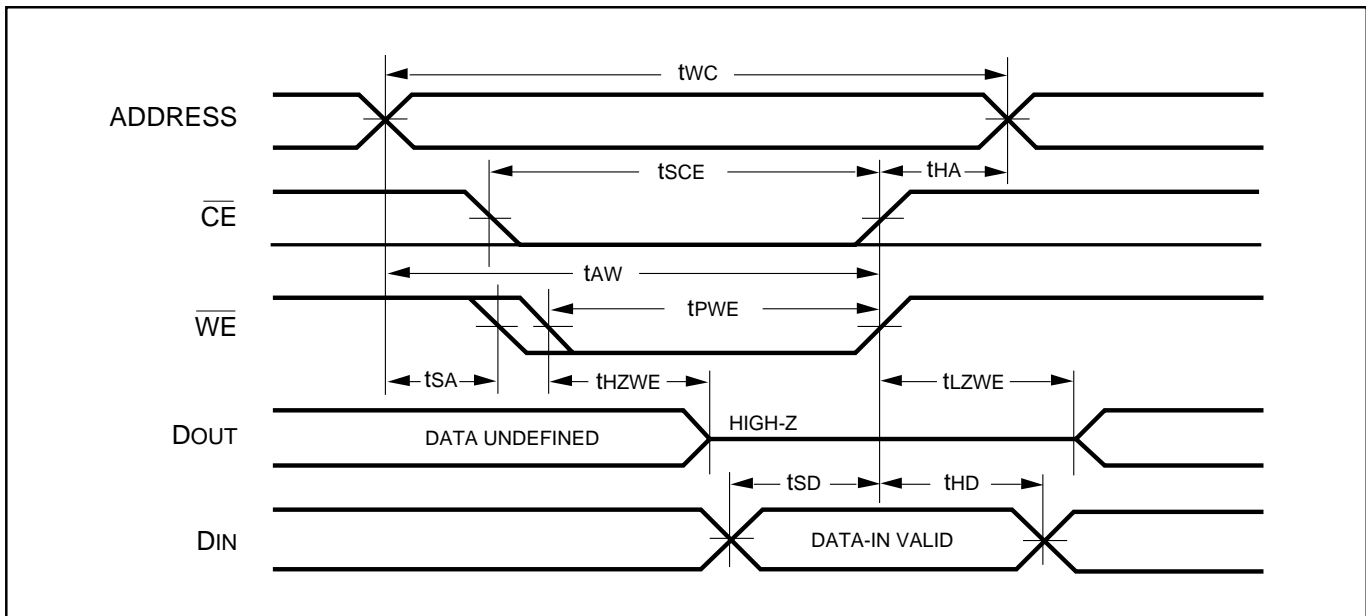 tWC
ADDRESS
tSCE
tHA
CE
tAW
tPWE
WE
tSA
tHZWE
tLZWE
DOUT
DATA UNDEFINED
HIGH-Z
tSD
tHD
DIN
DATA-IN VALID